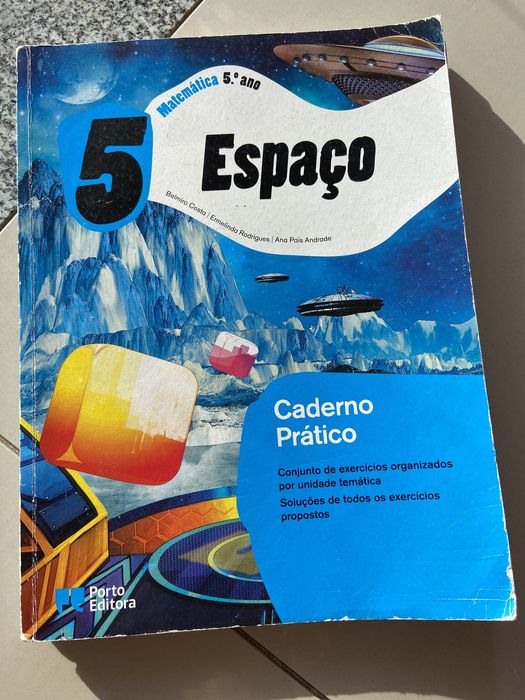 Matemática 5.º ano
5
Espaço
Belmiro Costa | Ermelinda Rodrigues | Ana Pais Andrade
Caderno
Prático
Conjunto de exercícios organizados
por unidade temática
Soluções de todos os exercícios
propostos
Porto
Editora